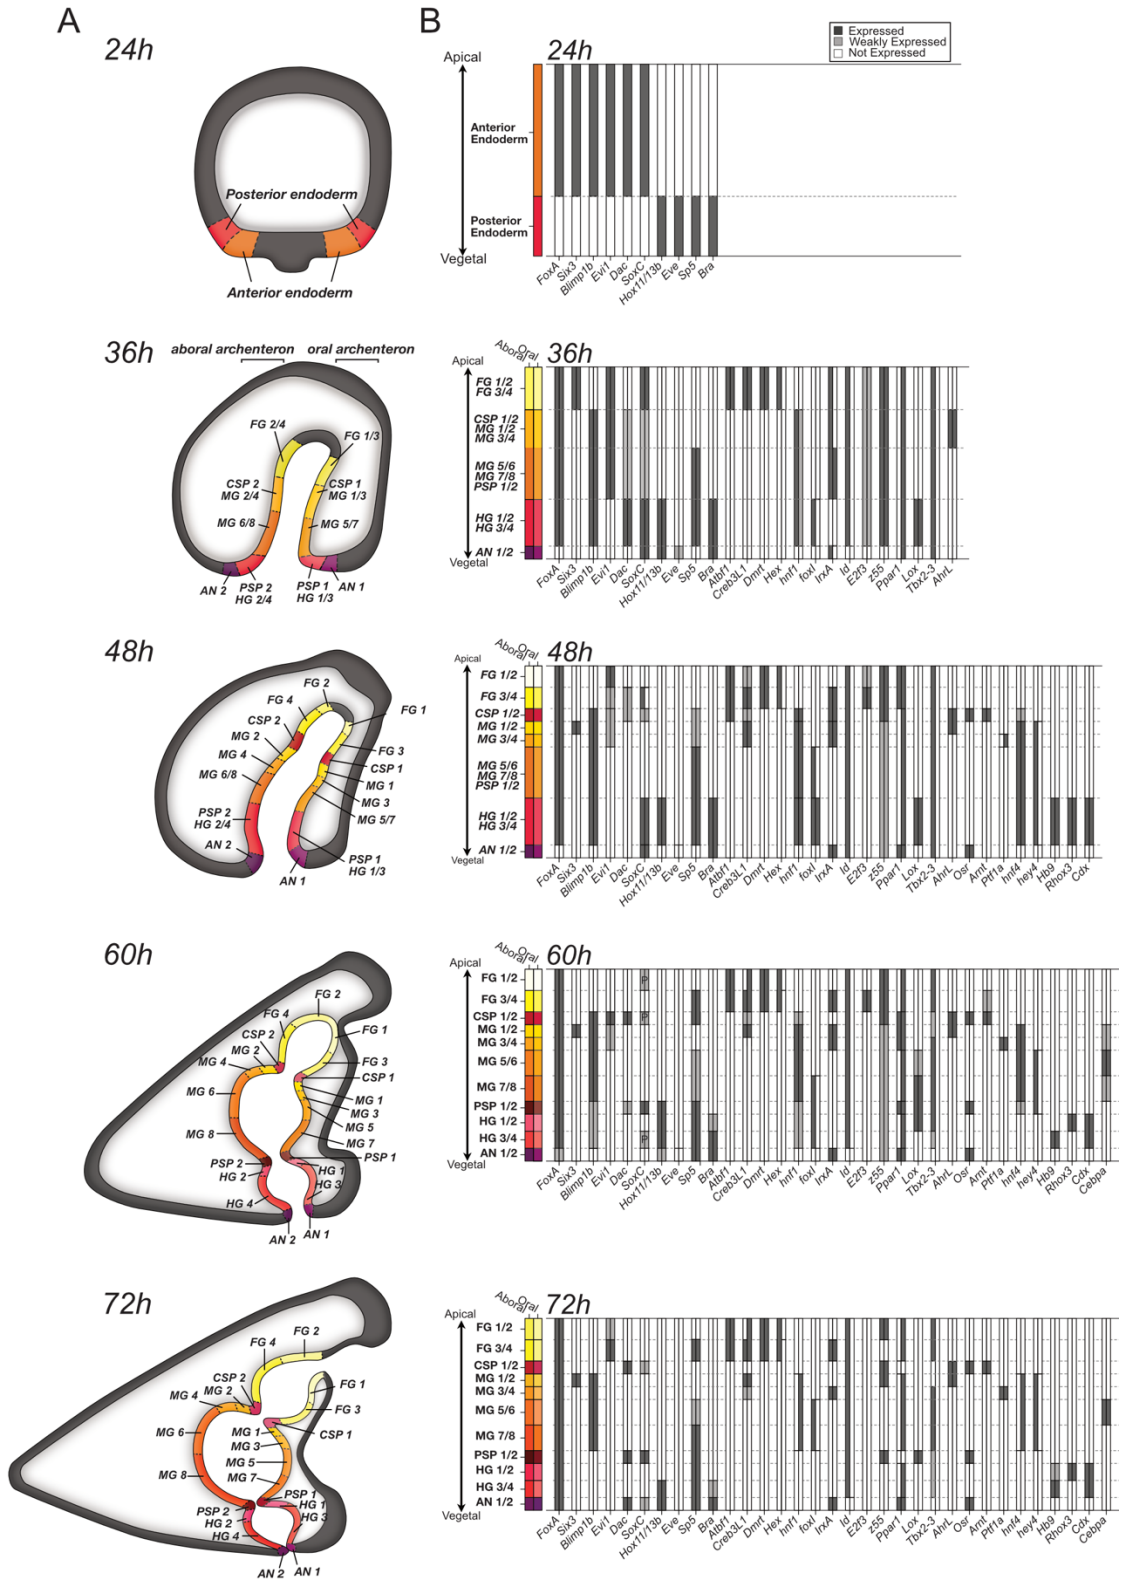 A
B
24h
24h
Expressed
Weakly Expressed
Not Expressed
Apical
Anterior
Endoderm
Posterior
Endoderm
Vegetal
Posterior endoderm
Anterior endoderm
FoxA
Six3
Blimp1b
Evi1
Dac
SoxC
Hox11/13b
Eve
Sp5
Bra
36h
aboral archenteron
oral archenteron
FG 2/4
FG 1/3
CSP 2
MG 2/4
CSP 1
MG 1/3
MG 6/8
MG 5/7
AN 2
PSP 2
HG 2/4
PSP 1
HG 1/3
AN 1
Aboral
Oral
36h
Apical
FG 1/2
FG 3/4
CSP 1/2
MG 1/2
MG 3/4
MG 5/6
MG 7/8
PSP 1/2
HG 1/2
HG 3/4
AN 1/2
Vegetal
FoxA
Six3
Blimp1b
Evi1
Dac
SoxC
Hox11/13b
Eve
Sp5
Bra
Atbf1
Creb3L1
Dmrt
Hex
hnf1
foxI
IrxA
Id
E2f3
z55
Ppar1
Lox
Tbx2-3
AhrL
48h
FG 2
FG 4
FG 1
CSP 2
MG 2
FG 3
MG 4
CSP 1
MG 6/8
MG 1
MG 3
MG 5/7
PSP 2
HG 2/4
AN 2
PSP 1
HG 1/3
AN 1
Aboral
Oral
48h
Apical
FG 1/2
FG 3/4
CSP 1/2
MG 1/2
MG 3/4
MG 5/6
MG 7/8
PSP 1/2
HG 1/2
HG 3/4
AN 1/2
Vegetal
FoxA
Six3
Blimp1b
Evi1
Dac
SoxC
Hox11/13b
Eve
Sp5
Bra
Atbf1
Creb3L1
Dmrt
Hex
hnf1
foxI
IrxA
Id
E2f3
z55
Ppar1
Lox
Tbx2-3
AhrL
Osr
Arnt
Ptf1a
hnf4
hey4
Hb9
Rhox3
Cdx
60h
FG 2
FG 4
FG 1
CSP 2
MG 2
MG 4
FG 3
CSP 1
MG 6
MG 1
MG 3
MG 5
MG 8
MG 7
PSP 2
PSP 1
HG 2
HG 1
HG 4
HG 3
AN 2
AN 1
Aboral
Oral
60h
Apical
FG 1/2
FG 3/4
CSP 1/2
MG 1/2
MG 3/4
MG 5/6
MG 7/8
PSP 1/2
HG 1/2
HG 3/4
AN 1/2
Vegetal
P
P
P
FoxA
Six3
Blimp1b
Evi1
Dac
SoxC
Hox11/13b
Eve
Sp5
Bra
Atbf1
Creb3L1
Dmrt
Hex
hnf1
foxI
IrxA
Id
E2f3
z55
Ppar1
Lox
Tbx2-3
AhrL
Osr
Arnt
Ptf1a
hnf4
hey4
Hb9
Rhox3
Cdx
Cebpa
72h
FG 2
FG 4
CSP 2
MG 2
FG 1
MG 4
FG 3
MG 6
MG 1
CSP 1
MG 3
MG 5
MG 8
MG 7
PSP 2
PSP 1
HG 2
HG 1
HG 4
HG 3
AN 2
AN 1
Aboral
Oral
72h
Apical
FG 1/2
FG 3/4
CSP 1/2
MG 1/2
MG 3/4
MG 5/6
MG 7/8
PSP 1/2
HG 1/2
HG 3/4
AN 1/2
Vegetal
FoxA
Six3
Blimp1b
Evi1
Dac
SoxC
Hox11/13b
Eve
Sp5
Bra
Atbf1
Creb3L1
Dmrt
Hex
hnf1
foxI
IrxA
Id
E2f3
z55
Ppar1
Lox
Tbx2-3
AhrL
Osr
Arnt
Ptf1a
hnf4
hey4
Hb9
Rhox3
Cdx
Cebpa